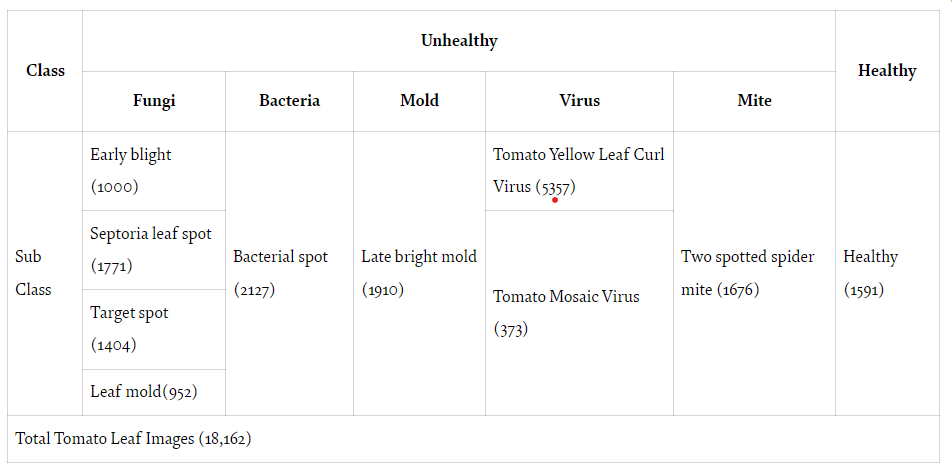 Class
Unhealthy
Healthy
Fungi
Bacteria
Mold
Virus
Mite
Sub
Class
Early blight
(1000)
Septoria leaf spot
(1771)
Target spot
(1404)
Leaf mold(952)
Bacterial spot
(2127)
Late bright mold
(1910)
Tomato Yellow Leaf Curl
Virus (5357)
Tomato Mosaic Virus
(373)
Two spotted spider
mite (1676)
Healthy
(1591)
Total Tomato Leaf Images (18,162)